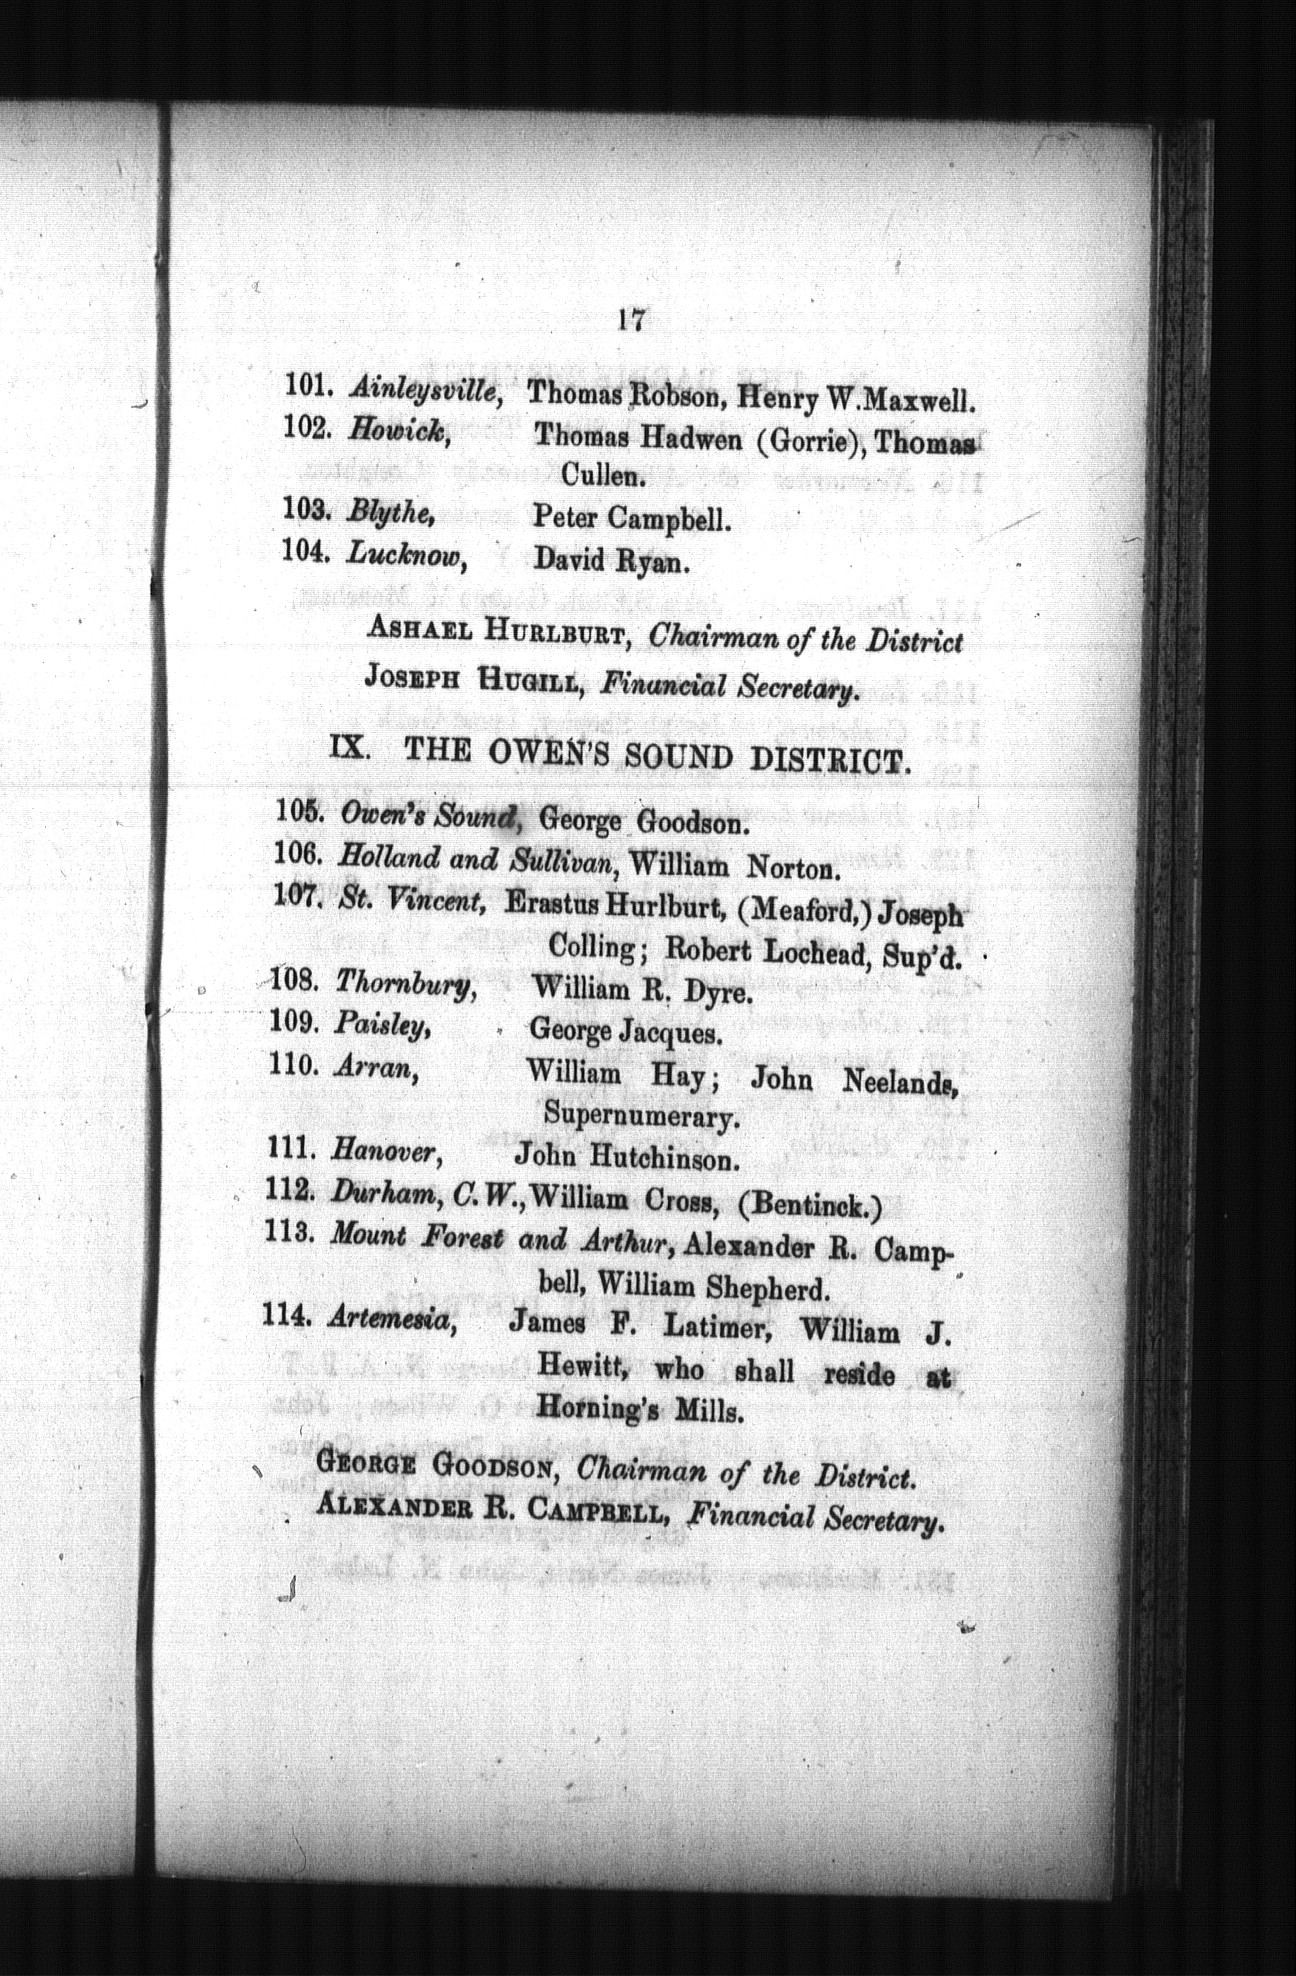 17
101. Ainleysville, Thomas Robson, Henry W. Maxwell.
102. Howick, Thomas Hadwen (Gorrie), Thomas
Cullen.
103. Blythe, Peter Campbell.
104. Lucknow, David Ryan.
ASHAEL HURLBURT, Chairman of the District
JOSEPH HUGILL, Financial Secretary.
IX. THE OWEN'S SOUND DISTRICT.
105. Owen's Sound, George Goodson.
106. Holland and Sullivan, William Norton.
107. St. Vincent, Erastus Hurlburt, (Meaford,) Joseph
Colling; Robert Lochead, Sup'd.
108. Thornbury, William R. Dyre.
109. Paisley, George Jacques.
110. Arran, William Hay; John Neelands,
Supernumerary.
111. Hanover, John Hutchinson.
112. Durham, C. W., William Cross, (Bentinck.)
113. Mount Forest and Arthur, Alexander R. Camp-
bell, William Shepherd.
114. Artemesia, James F. Latimer, William J.
Hewitt, who shall reside at
Horning's Mills.
GEORGE GOODSON, Chairman of the District.
ALEXANDER R. CAMPBELL, Financial Secretary.